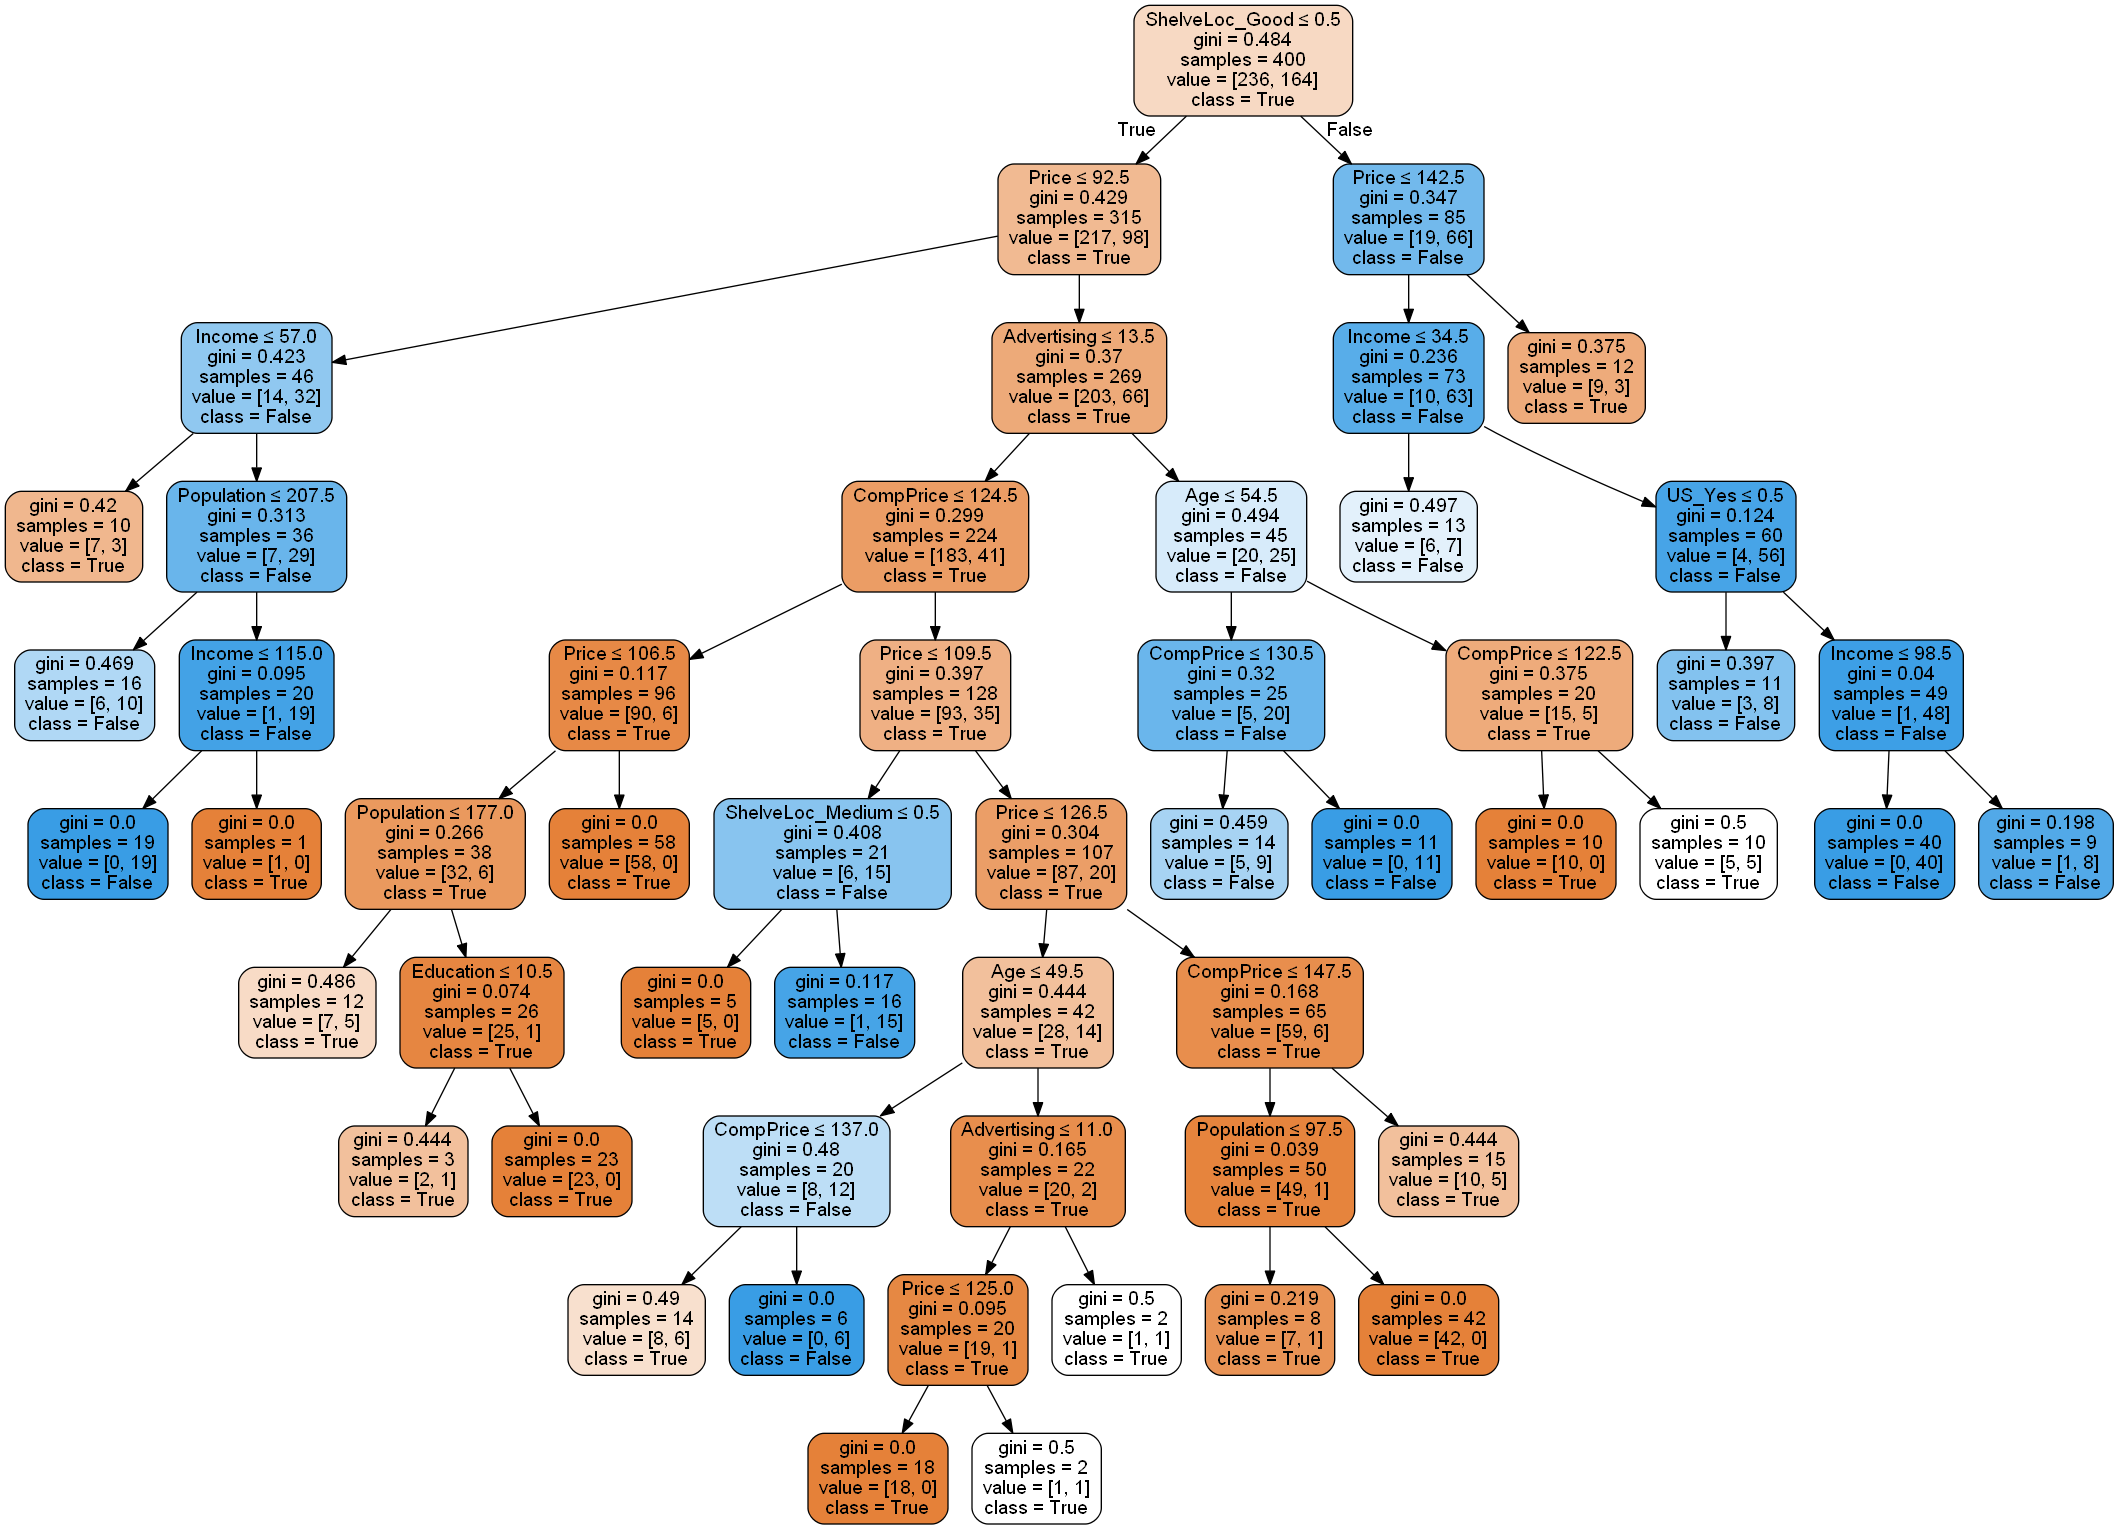 ShelveLoc_Good ≤ 0.5
gini = 0.484
samples = 400
value = [236, 164]
class = True
True
False
Price ≤ 92.5
gini = 0.429
samples = 315
value = [217, 98]
class = True
Price ≤ 142.5
gini = 0.347
samples = 85
value = [19, 66]
class = False
Income ≤ 57.0
gini = 0.423
samples = 46
value = [14, 32]
class = False
Advertising ≤ 13.5
gini = 0.37
samples = 269
value = [203, 66]
class = True
Income ≤ 34.5
gini = 0.236
samples = 73
value = [10, 63]
class = False
gini = 0.375
samples = 12
value = [9, 3]
class = True
gini = 0.42
samples = 10
value = [7, 3]
class = True
Population ≤ 207.5
gini = 0.313
samples = 36
value = [7, 29]
class = False
CompPrice ≤ 124.5
gini = 0.299
samples = 224
value = [183, 41]
class = True
Age ≤ 54.5
gini = 0.494
samples = 45
value = [20, 25]
class = False
gini = 0.497
samples = 13
value = [6, 7]
class = False
US_Yes ≤ 0.5
gini = 0.124
samples = 60
value = [4, 56]
class = False
gini = 0.469
samples = 16
value = [6, 10]
class = False
Income ≤ 115.0
gini = 0.095
samples = 20
value = [1, 19]
class = False
Price ≤ 106.5
gini = 0.117
samples = 96
value = [90, 6]
class = True
Price ≤ 109.5
gini = 0.397
samples = 128
value = [93, 35]
class = True
CompPrice ≤ 130.5
gini = 0.32
samples = 25
value = [5, 20]
class = False
CompPrice ≤ 122.5
gini = 0.375
samples = 20
value = [15, 5]
class = True
gini = 0.397
samples = 11
value = [3, 8]
class = False
Income ≤ 98.5
gini = 0.04
samples = 49
value = [1, 48]
class = False
gini = 0.0
samples = 19
value = [0, 19]
class = False
gini = 0.0
samples = 1
value = [1, 0]
class = True
Population ≤ 177.0
gini = 0.266
samples = 38
value = [32, 6]
class = True
gini = 0.0
samples = 58
value = [58, 0]
class = True
ShelveLoc_Medium ≤ 0.5
gini = 0.408
samples = 21
value = [6, 15]
class = False
Price ≤ 126.5
gini = 0.304
samples = 107
value = [87, 20]
class = True
gini = 0.459
samples = 14
value = [5, 9]
class = False
gini = 0.0
samples = 11
value = [0, 11]
class = False
gini = 0.0
samples = 10
value = [10, 0]
class = True
gini = 0.5
samples = 10
value = [5, 5]
class = True
gini = 0.0
samples = 40
value = [0, 40]
class = False
gini = 0.198
samples = 9
value = [1, 8]
class = False
gini = 0.486
samples = 12
value = [7, 5]
class = True
Education ≤ 10.5
gini = 0.074
samples = 26
value = [25, 1]
class = True
gini = 0.0
samples = 5
value = [5, 0]
class = True
gini = 0.117
samples = 16
value = [1, 15]
class = False
Age ≤ 49.5
gini = 0.444
samples = 42
value = [28, 14]
class = True
CompPrice ≤ 147.5
gini = 0.168
samples = 65
value = [59, 6]
class = True
gini = 0.444
samples = 3
value = [2, 1]
class = True
gini = 0.0
samples = 23
value = [23, 0]
class = True
CompPrice ≤ 137.0
gini = 0.48
samples = 20
value = [8, 12]
class = False
Advertising ≤ 11.0
gini = 0.165
samples = 22
value = [20, 2]
class = True
Population ≤ 97.5
gini = 0.039
samples = 50
value = [49, 1]
class = True
gini = 0.444
samples = 15
value = [10, 5]
class = True
gini = 0.49
samples = 14
value = [8, 6]
class = True
gini = 0.0
samples = 6
value = [0, 6]
class = False
Price ≤ 125.0
gini = 0.095
samples = 20
value = [19, 1]
class = True
gini = 0.5
samples = 2
value = [1, 1]
class = True
gini = 0.219
samples = 8
value = [7, 1]
class = True
gini = 0.0
samples = 42
value = [42, 0]
class = True
gini = 0.0
samples = 18
value = [18, 0]
class = True
gini = 0.5
samples = 2
value = [1, 1]
class = True